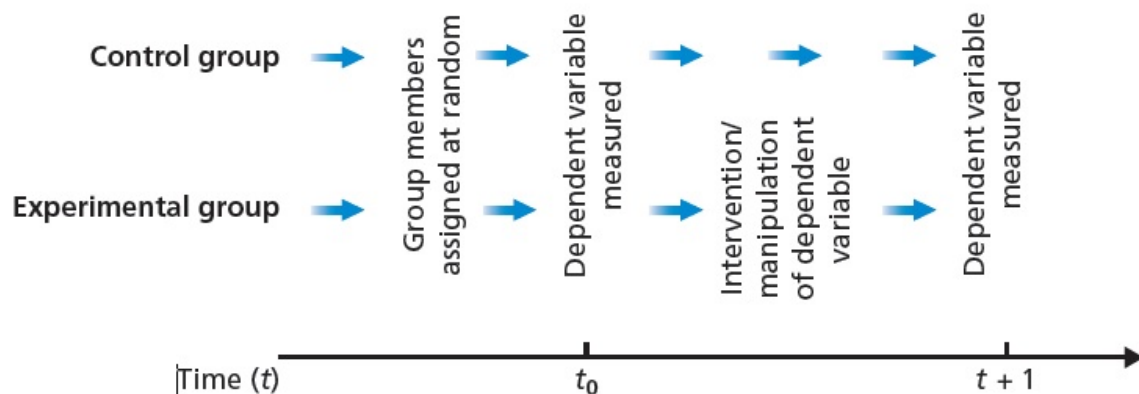 Control group
Experimental group
Group members
assigned at random
Dependent variable
measured
Intervention/
manipulation
of dependent
variable
Dependent variable
measured
Time (t)
t0
t + 1